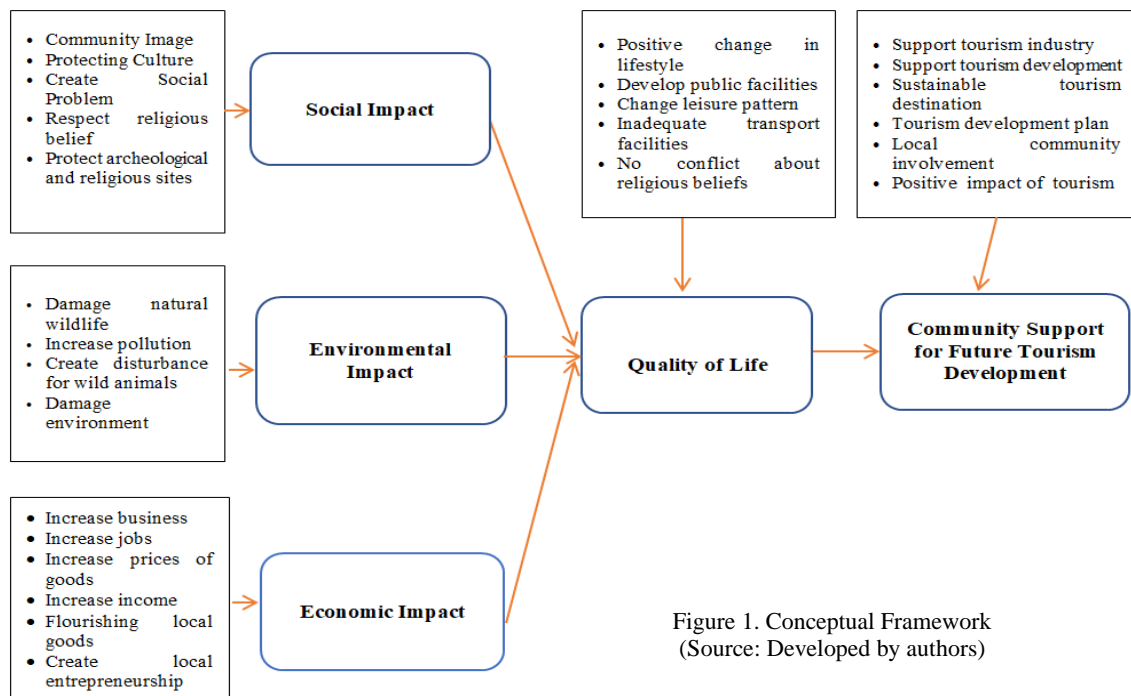 • Community Image
• Protecting Culture
• Create Social
Problem
• Respect religious
belief
• Protect archeological
and religious sites
Social Impact
• Positive change in
lifestyle
• Develop public facilities
• Change leisure pattern
• Inadequate transport
facilities
• No conflict about
religious beliefs
• Support tourism industry
• Support tourism development
• Sustainable tourism
destination
• Tourism development plan
• Local community
involvement
• Positive impact of tourism
• Damage natural
wildlife
• Increase pollution
• Create disturbance
for wild animals
• Damage
environment
Environmental
Impact
Quality of Life
Community Support
for Future Tourism
Development
• Increase business
• Increase jobs
• Increase prices of
goods
• Increase income
• Flourishing local
goods
• Create local
entrepreneurship
Economic Impact
Figure 1. Conceptual Framework
(Source: Developed by authors)